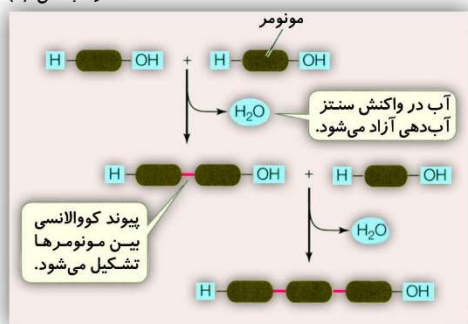 مونومر
H OH + H OH
H₂O
آب در واکنش سنتز
آب‌دهی آزاد می‌شود.
H OH + H OH
پیوند کووالانسی
بین مونومرها
تشکیل می‌شود.
H₂O
H OH